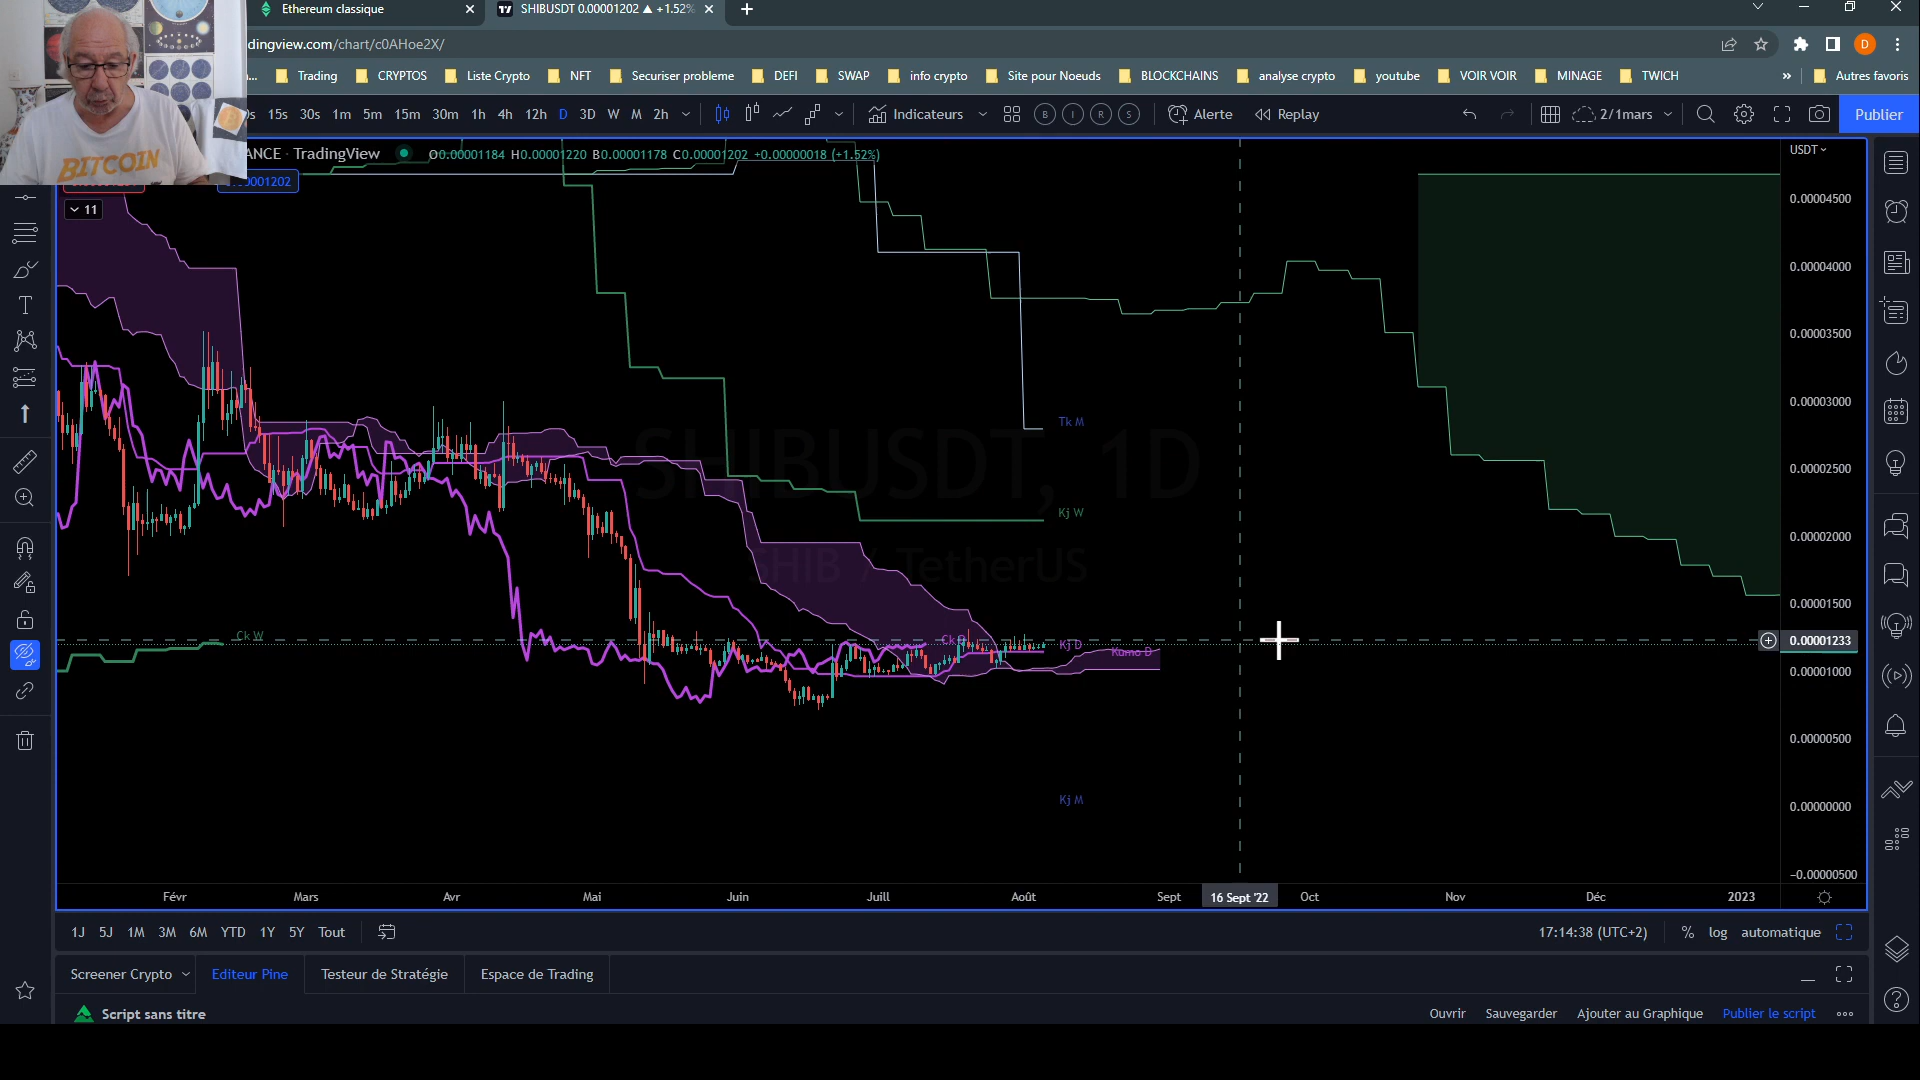 Ethereum classique
SHIBUSDT 0.00001202 ▲ +1.52%
dingview.com/chart/c0AHoe2X/
Trading CRYPTOS Liste Crypto NFT Securiser probleme DEFI SWAP info crypto Site pour Noeuds BLOCKCHAINS analyse crypto youtube VOIR VOIR MINAGE TWICH » Autres favoris
15s 30s 1m 5m 15m 30m 1h 4h 12h D 3D W M 2h Indicateurs B I R S Alerte Replay 2/1mars Publier
ANCE · TradingView O0.00001184 H0.00001220 B0.00001178 C0.00001202 +0.00000018 (+1.52%)
USDT
BITCOIN
11
0.00004500
0.00004000
0.00003500
0.00003000
Tk M
SHIBUSDT, 1D
0.00002500
Kj W
0.00002000
SHIB / TetherUS
0.00001500
Ck W
Kj D
Kumo D
0.00001233
0.00001000
0.00000500
Kj M
0.00000000
−0.00000500
Févr Mars Avr Mai Juin Juill Août Sept 16 Sept '22 Oct Nov Déc 2023
1J 5J 1M 3M 6M YTD 1Y 5Y Tout 17:14:38 (UTC+2) % log automatique
Screener Crypto Editeur Pine Testeur de Stratégie Espace de Trading
Script sans titre Ouvrir Sauvegarder Ajouter au Graphique Publier le script